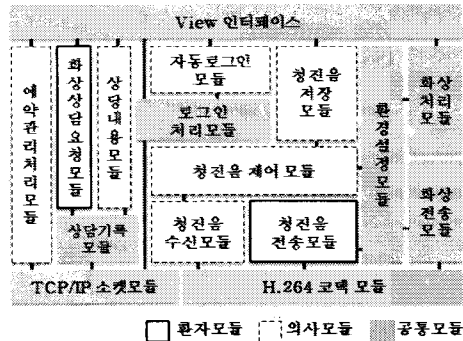 View 인터페이스
예약관리처리모듈
화상상담요청모듈
상담내용모듈
상담기록
모듈
자동로그인
모듈
로그인
처리모듈
청진음
저장
모듈
청진음 제어 모듈
청진음
수신모듈
청진음
전송모듈
환경설정모듈
화상
처리
모듈
화상
전송
모듈
TCP/IP 소켓모듈
H.264 코덱 모듈
환자모듈
의사모듈
공통모듈